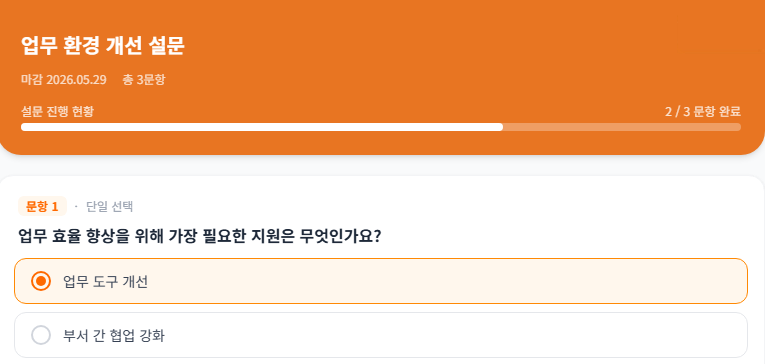 업무 환경 개선 설문
마감 2026.05.29 총 3문항
설문 진행 현황 2 / 3 문항 완료
문항 1 · 단일 선택
업무 효율 향상을 위해 가장 필요한 지원은 무엇인가요?
업무 도구 개선
부서 간 협업 강화